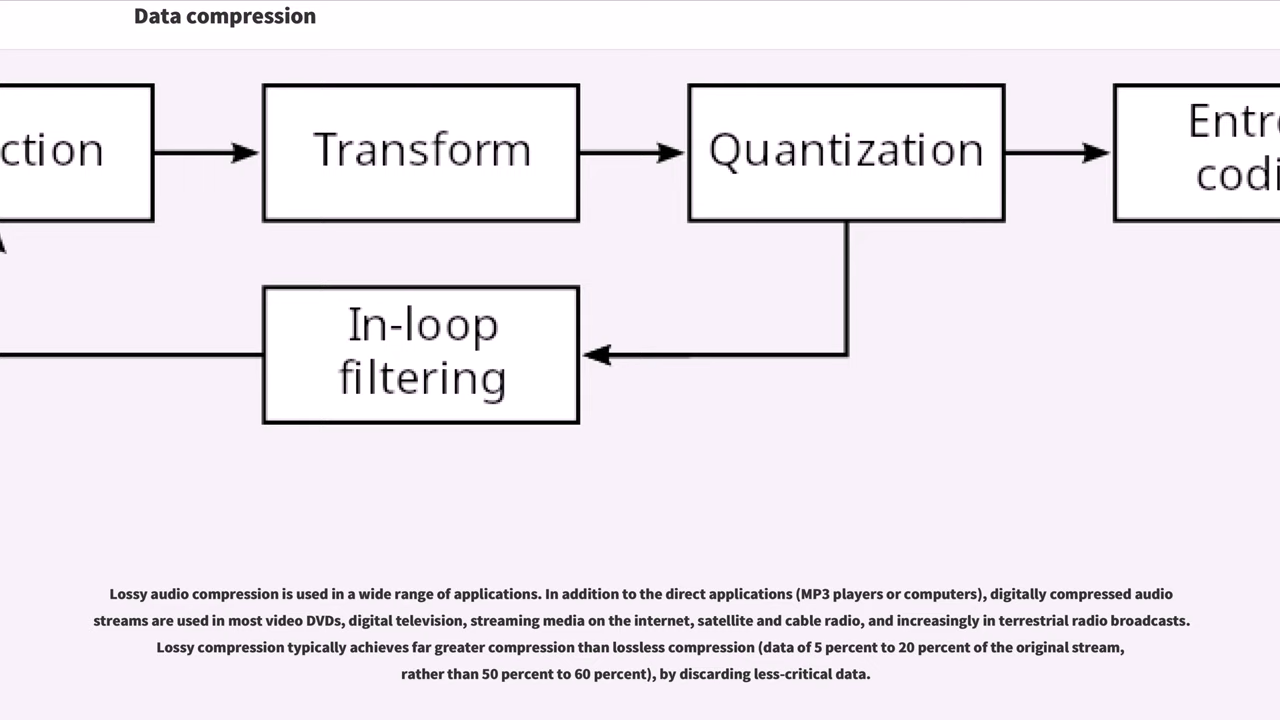 Data compression
Transform
Quantization
In-loop
filtering
Lossy audio compression is used in a wide range of applications. In addition to the direct applications (MP3 players or computers), digitally compressed audio
streams are used in most video DVDs, digital television, streaming media on the internet, satellite and cable radio, and increasingly in terrestrial radio broadcasts.
Lossy compression typically achieves far greater compression than lossless compression (data of 5 percent to 20 percent of the original stream,
rather than 50 percent to 60 percent), by discarding less-critical data.